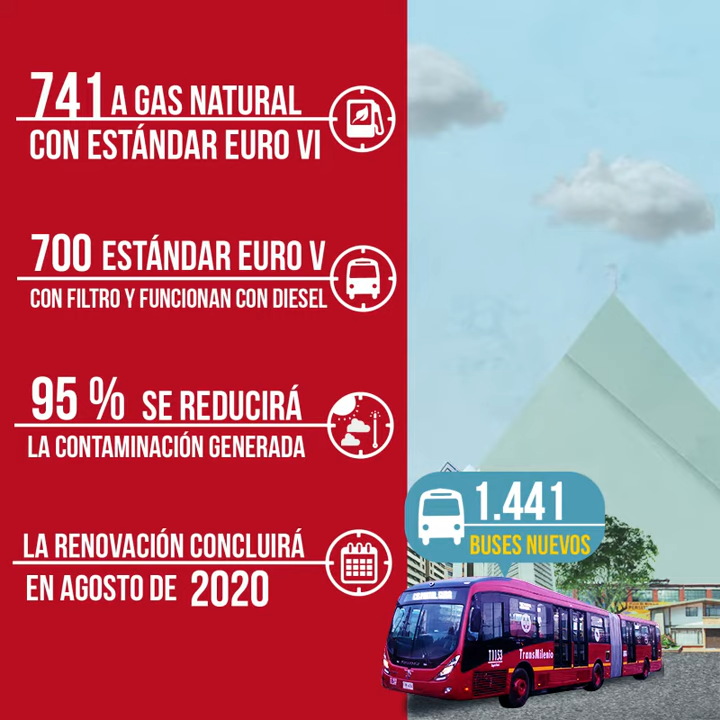 741 A GAS NATURAL
CON ESTÁNDAR EURO VI
700 ESTÁNDAR EURO V
CON FILTRO Y FUNCIONAN CON DIESEL
95 % SE REDUCIRÁ
LA CONTAMINACIÓN GENERADA
LA RENOVACIÓN CONCLUIRÁ
EN AGOSTO DE 2020
1.441
BUSES NUEVOS
T1153
TransMilenio